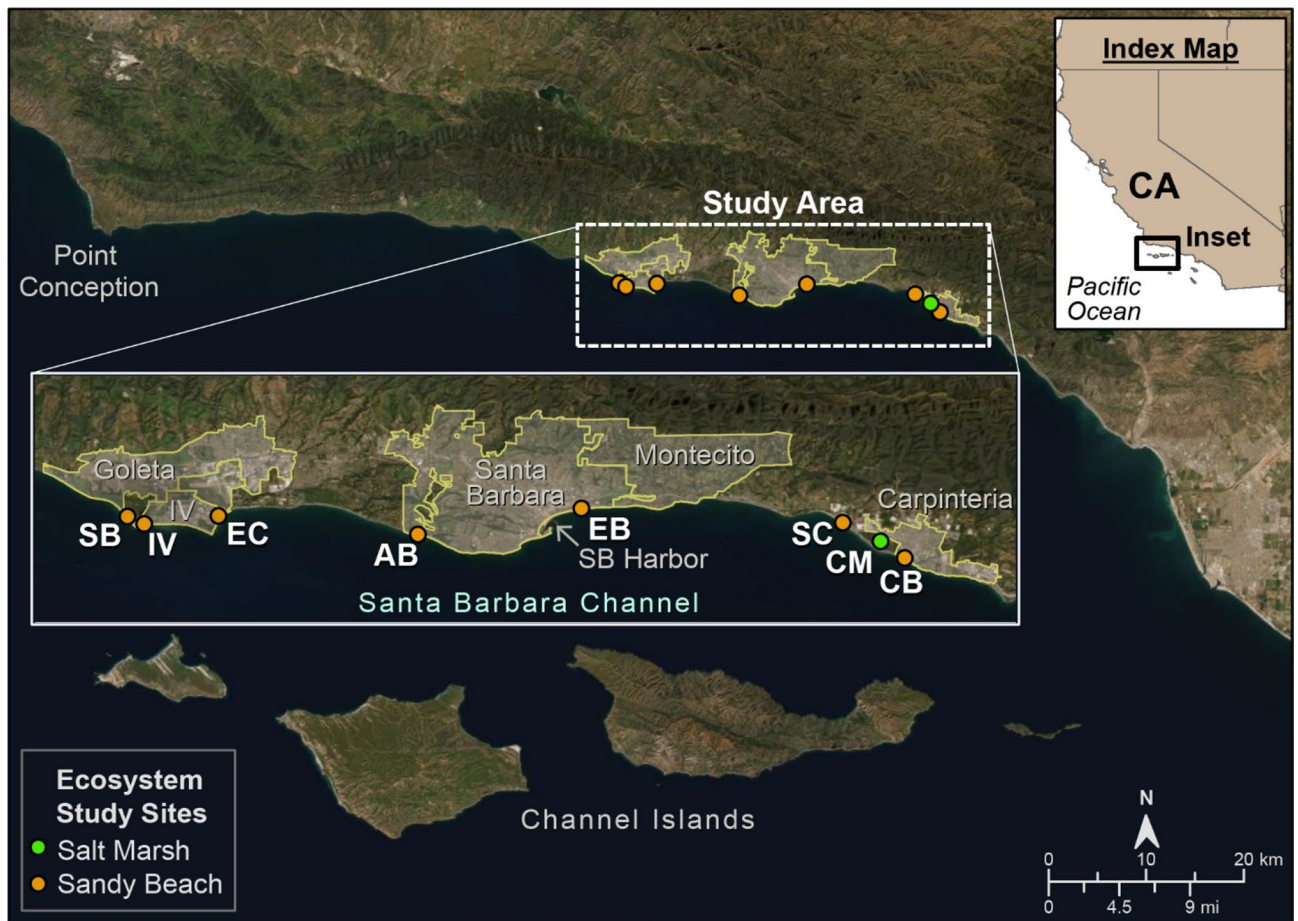 Index Map
CA
Inset
Pacific
Ocean
Study Area
Point
Conception
Goleta
Santa
Barbara
Montecito
Carpinteria
IV
SB
IV
EC
AB
EB
SB Harbor
SC
CM
CB
Santa Barbara Channel
Channel Islands
Ecosystem
Study Sites
Salt Marsh
Sandy Beach
N
0 10 20 km
0 4.5 9 mi